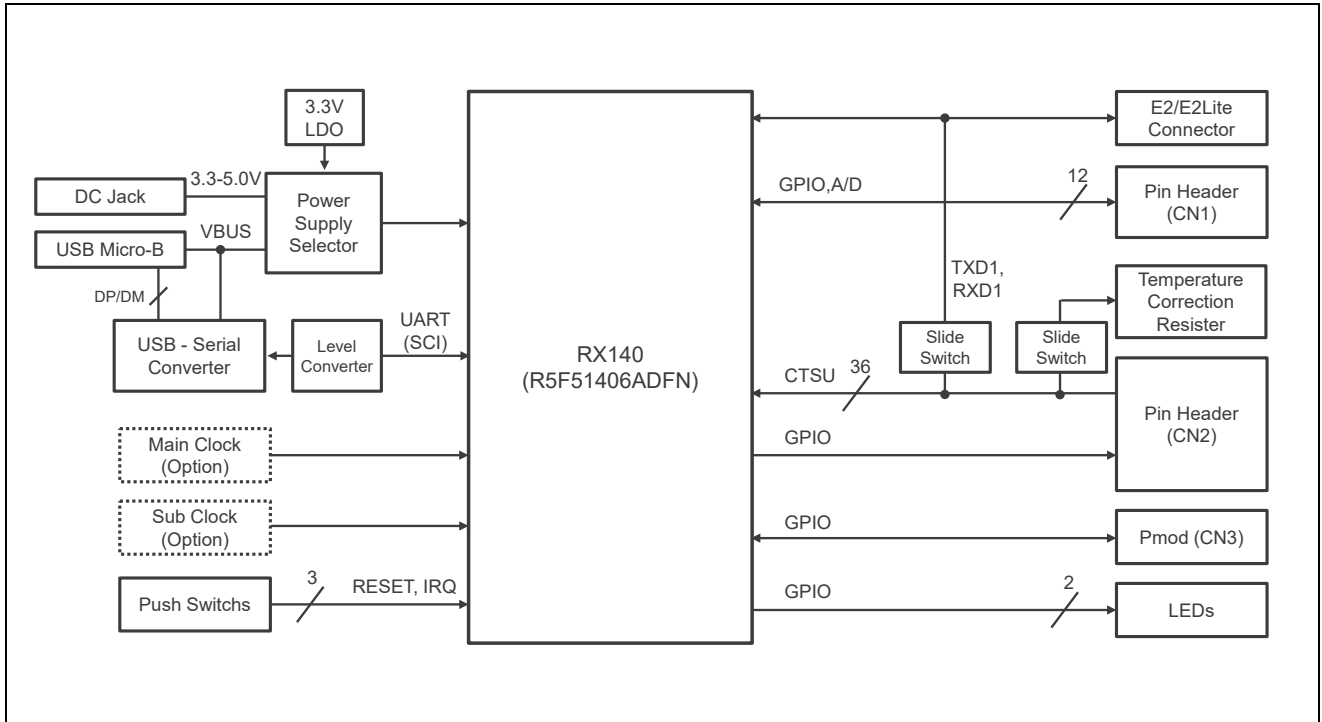 3.3V
LDO
DC Jack
3.3-5.0V
Power
Supply
Selector
USB Micro-B
VBUS
DP/DM
USB - Serial
Converter
Level
Converter
UART
(SCI)
Main Clock
(Option)
Sub Clock
(Option)
Push Switchs
3
RESET, IRQ
RX140
(R5F51406ADFN)
E2/E2Lite
Connector
GPIO,A/D
12
Pin Header
(CN1)
TXD1,
RXD1
Temperature
Correction
Resister
Slide
Switch
Slide
Switch
CTSU
36
GPIO
Pin Header
(CN2)
GPIO
Pmod (CN3)
GPIO
2
LEDs